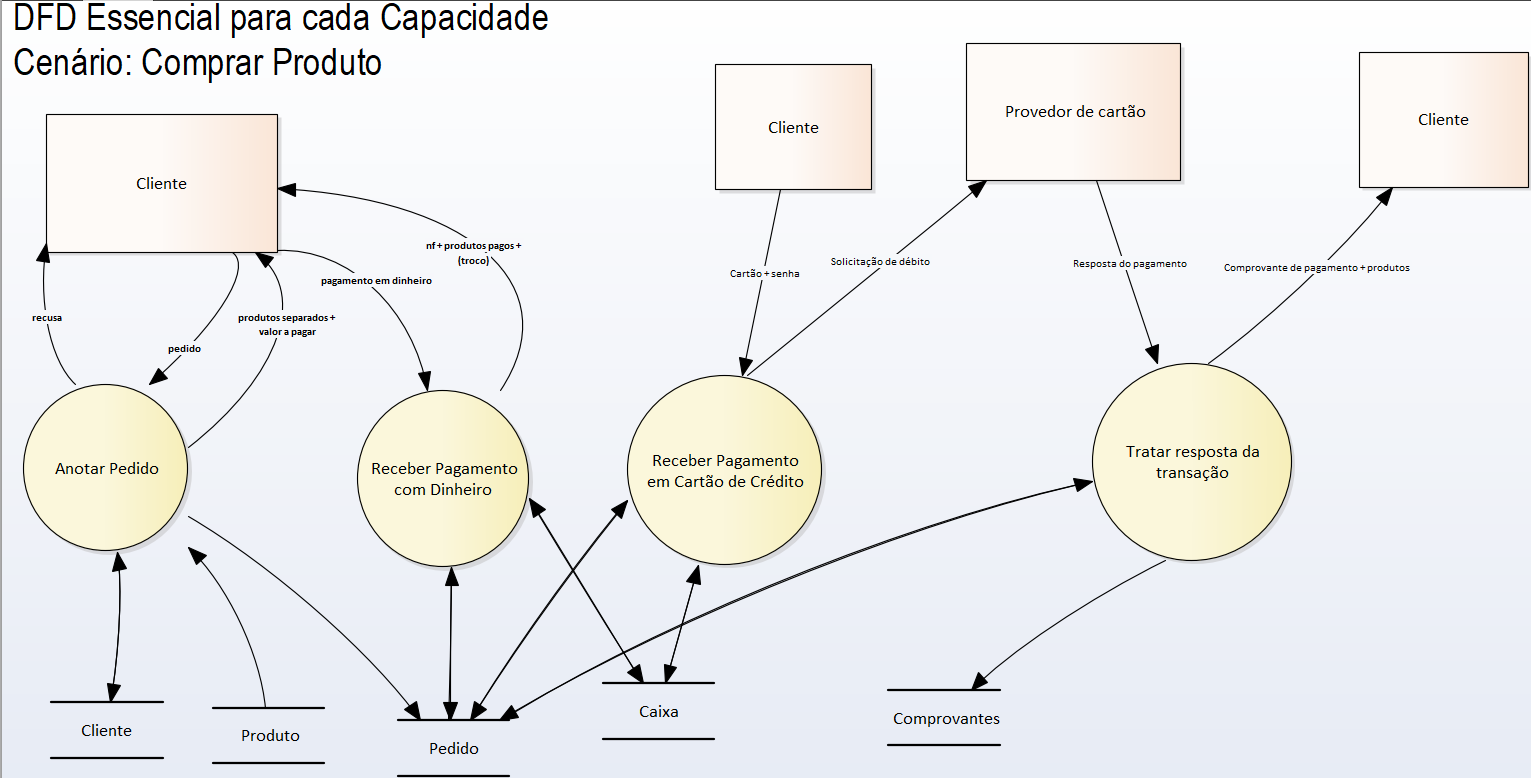 DFD Essencial para cada Capacidade
Cenário: Comprar Produto
Cliente
Cliente
Provedor de cartão
Cliente
nf + produtos pagos +
(troco)
pagamento em dinheiro
recusa
produtos separados +
valor a pagar
pedido
Cartão + senha
Solicitação de débito
Resposta do pagamento
Comprovante de pagamento + produtos
Anotar Pedido
Receber Pagamento
com Dinheiro
Receber Pagamento
em Cartão de Crédito
Tratar resposta da
transação
Cliente
Produto
Pedido
Caixa
Comprovantes